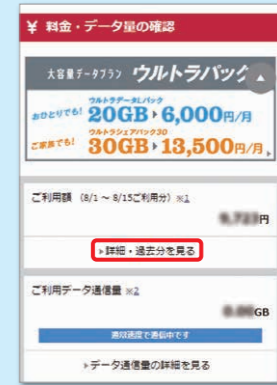 ¥ 料金・データ量の確認
大容量データプラン ウルトラパック
ウルトラデータLパック
おひとりでも! 20GB 6,000円/月
ウルトラシェアパック30
ご家族でも! 30GB 13,500円/月
ご利用額 (8/1 ~ 8/15ご利用分) ※1
円
▸詳細・過去分を見る
ご利用データ通信量 ※2
GB
通常速度で通信中です
▸データ通信量の詳細を見る